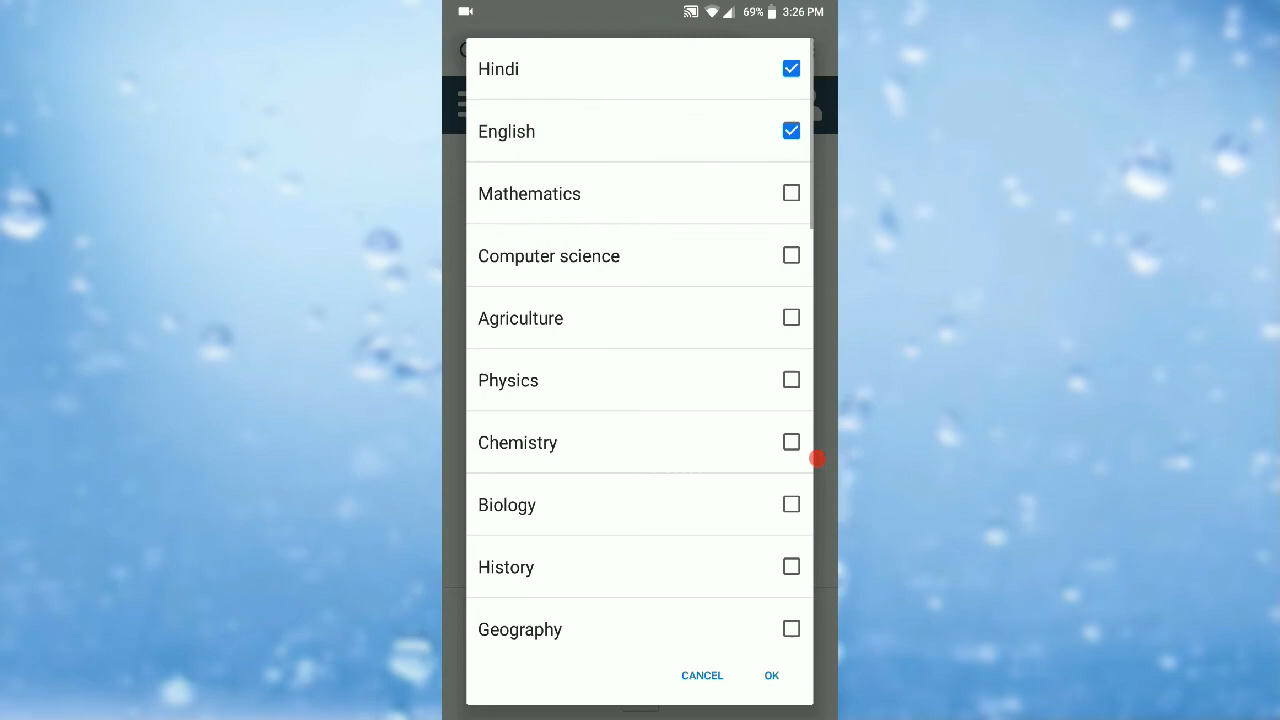 69% 3:26 PM
Hindi
English
Mathematics
Computer science
Agriculture
Physics
Chemistry
Biology
History
Geography
CANCEL OK